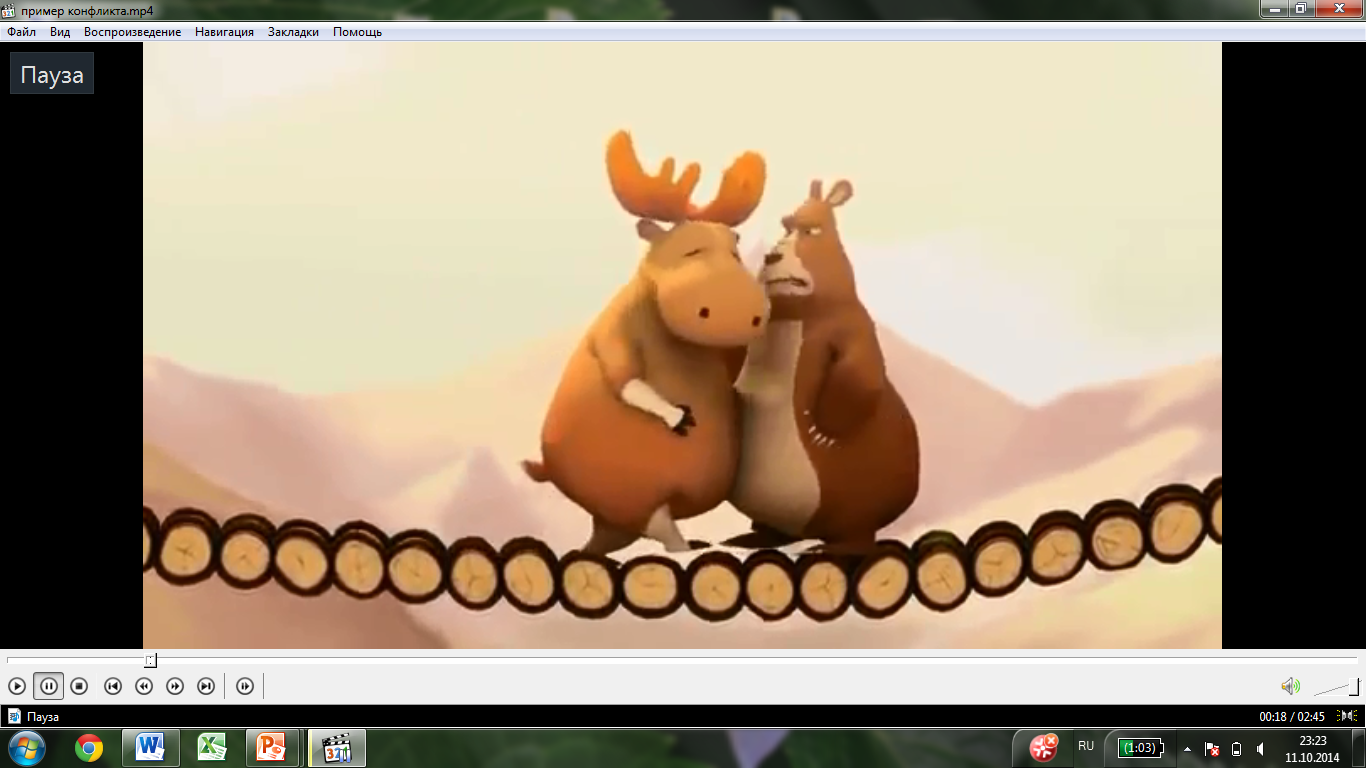 пример конфликта.mp4
Файл Вид Воспроизведение Навигация Закладки Помощь
Пауза
Пауза 00:18 / 02:45
RU (1:03) 23:23
11.10.2014